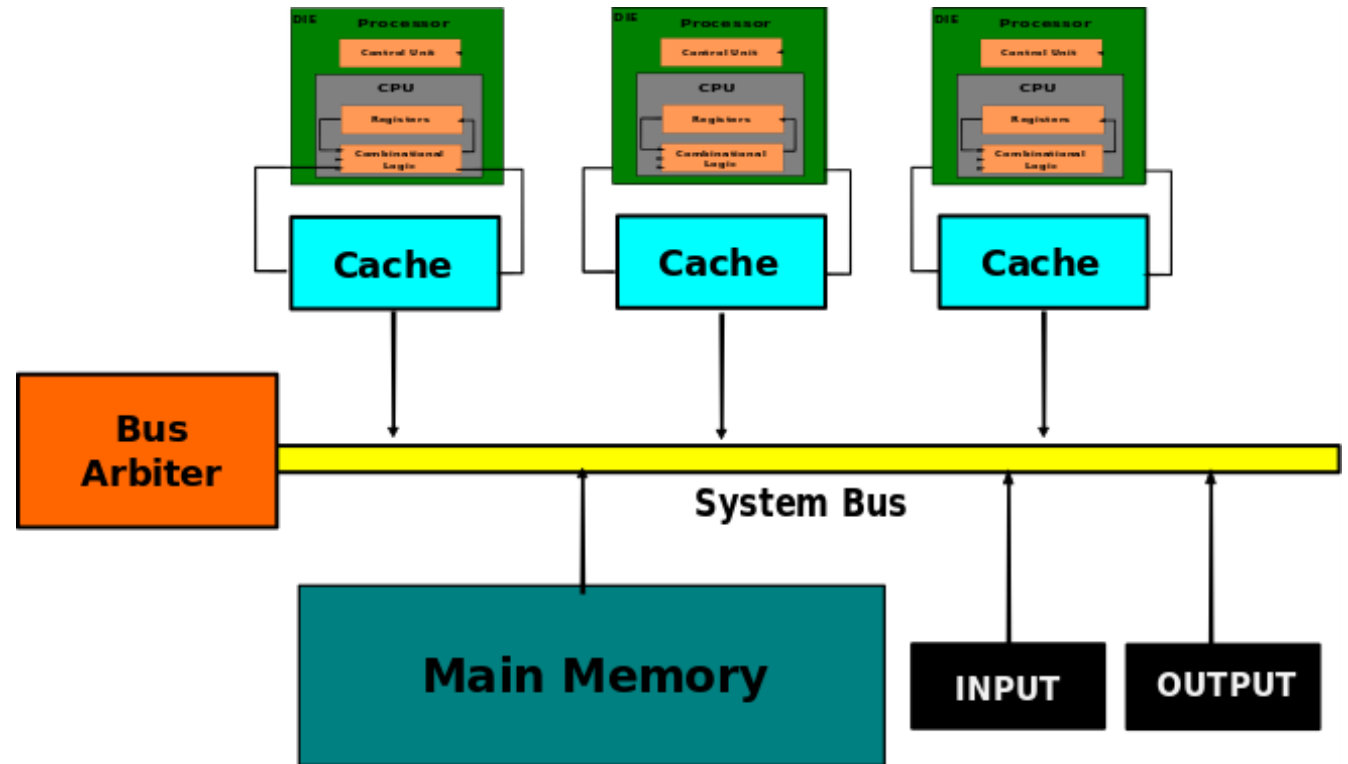 DIE
Processor
Control Unit
CPU
Registers
Combinational
Logic
DIE
Processor
Control Unit
CPU
Registers
Combinational
Logic
DIE
Processor
Control Unit
CPU
Registers
Combinational
Logic
Cache
Cache
Cache
Bus
Arbiter
System Bus
Main Memory
INPUT
OUTPUT